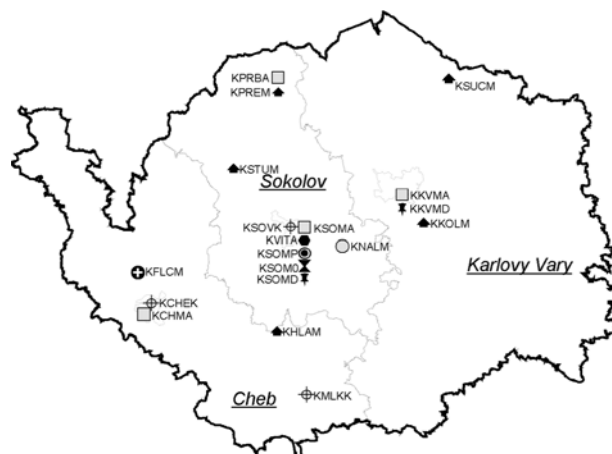 KPRBA
KPREM
KSUCM
KSTUM
Sokolov
KKVMA
KKVMD
KKOLM
KSOVK
KSOMA
KVITA
KSOMP
KNALM
KSOM0
KSOMD
Karlovy Vary
KFLCM
KCHEK
KCHMA
KHLAM
Cheb
KMLKK